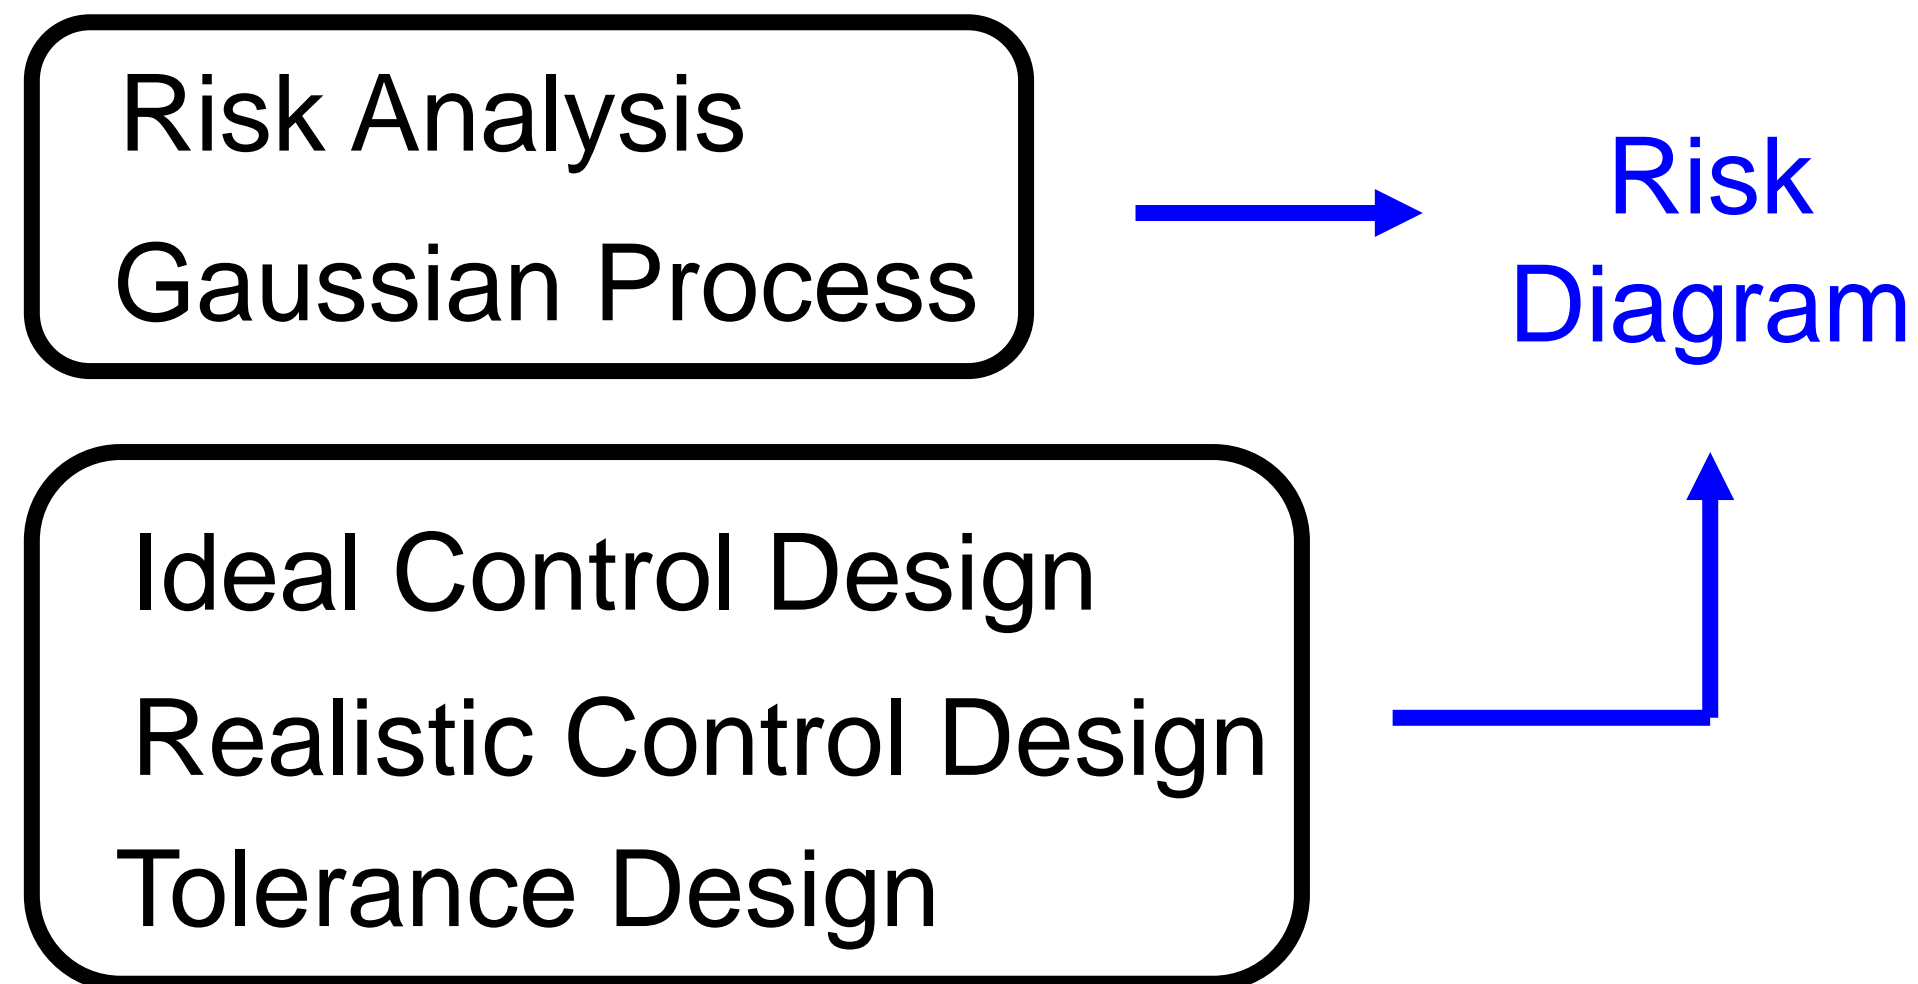 Risk Analysis
Gaussian Process
Risk
Diagram
Ideal Control Design
Realistic Control Design
Tolerance Design